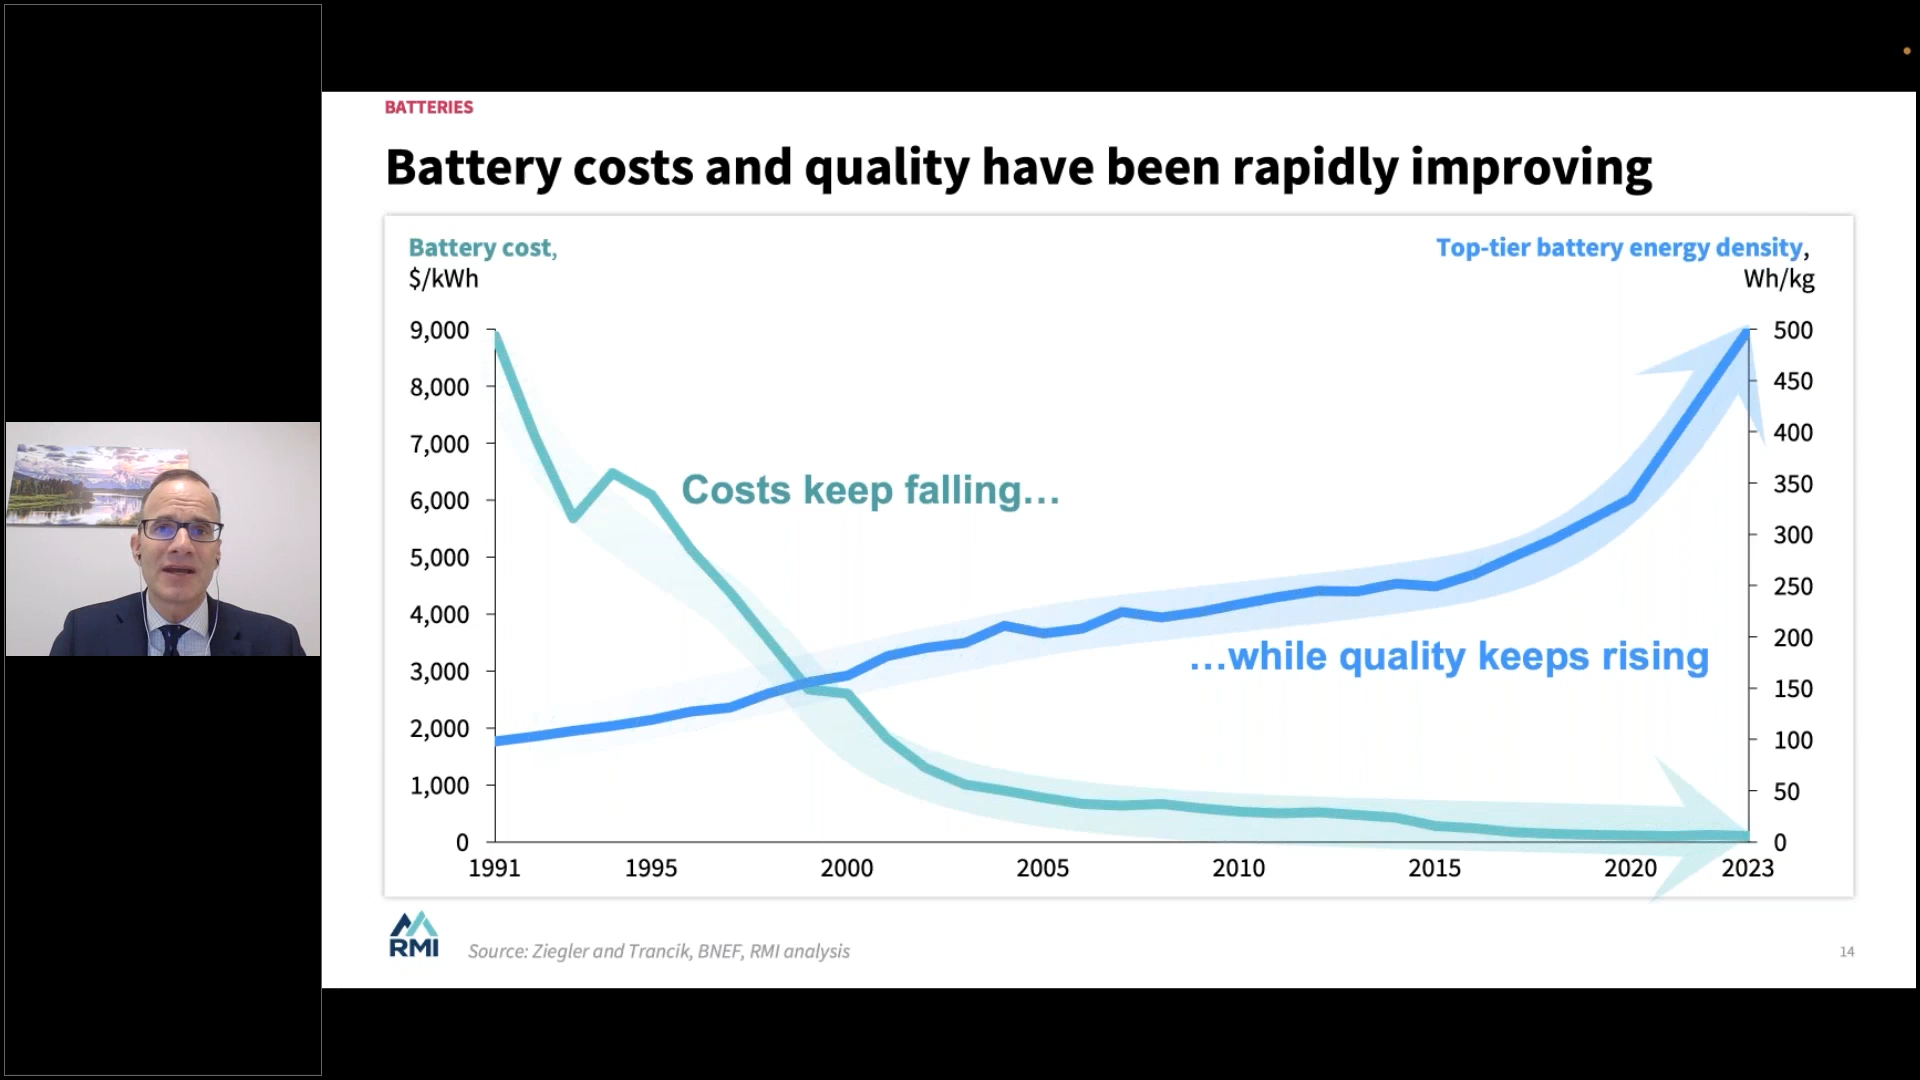 BATTERIES
Battery costs and quality have been rapidly improving
Battery cost,
$/kWh
Top-tier battery energy density,
Wh/kg
9,000
8,000
7,000
6,000
5,000
4,000
3,000
2,000
1,000
0
500
450
400
350
300
250
200
150
100
50
0
Costs keep falling...
...while quality keeps rising
1991 1995 2000 2005 2010 2015 2020 2023
RMI
Source: Ziegler and Trancik, BNEF, RMI analysis
14